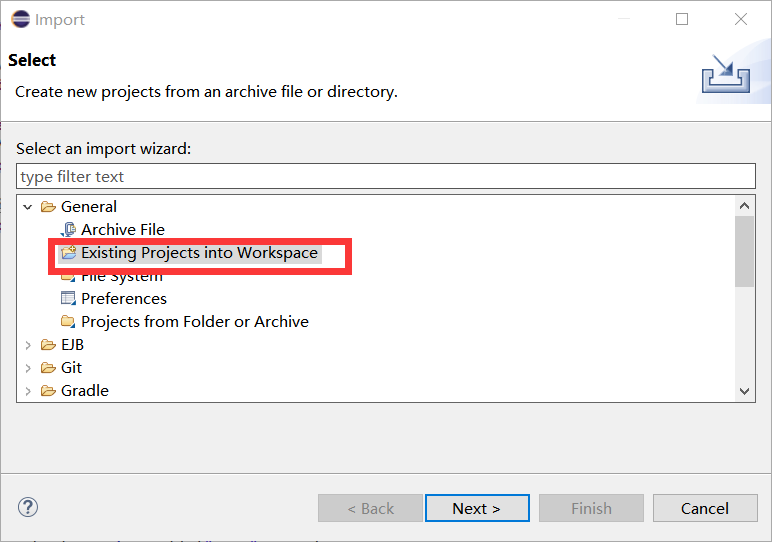 Import
Select
Create new projects from an archive file or directory.
Select an import wizard:
type filter text
General
Archive File
Existing Projects into Workspace
File System
Preferences
Projects from Folder or Archive
EJB
Git
Gradle
?
< Back
Next >
Finish
Cancel